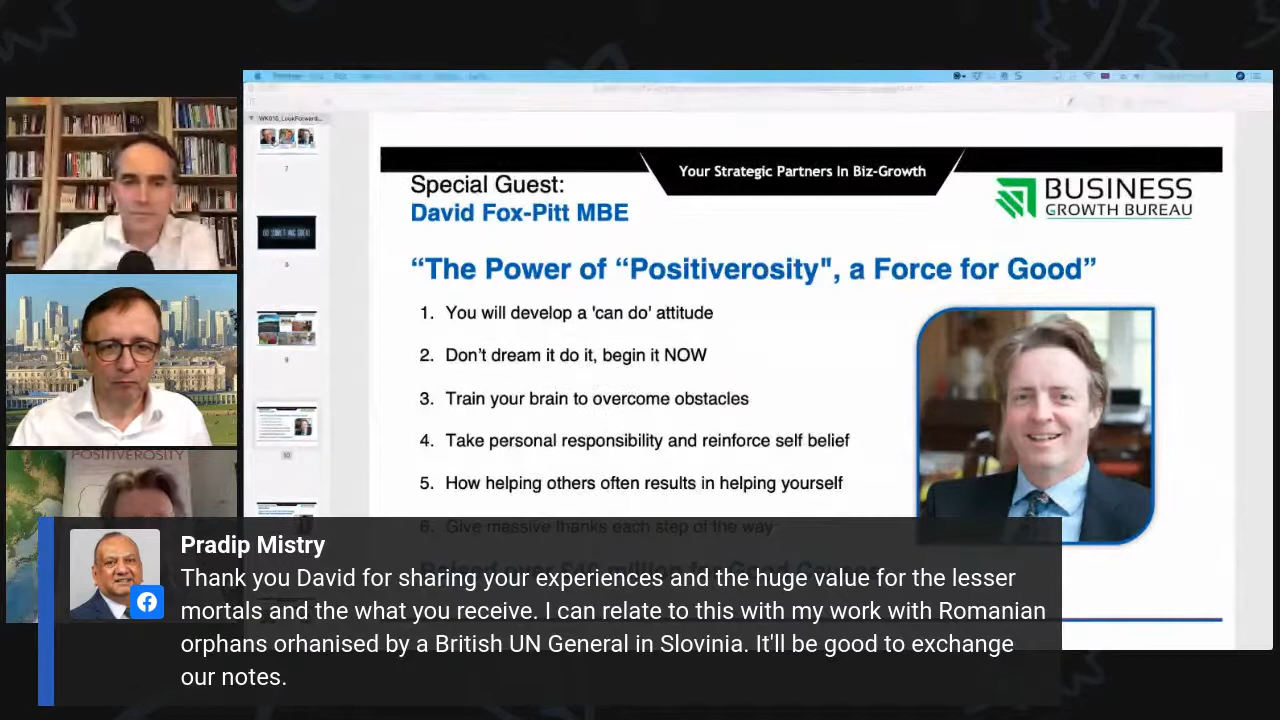 WK016_LookForward...
7
8
9
10
POSITIVEROSITY
Your Strategic Partners In Biz-Growth
Special Guest:
David Fox-Pitt MBE
BUSINESS
GROWTH BUREAU
“The Power of “Positiverosity", a Force for Good”
1. You will develop a 'can do' attitude
2. Don’t dream it do it, begin it NOW
3. Train your brain to overcome obstacles
4. Take personal responsibility and reinforce self belief
5. How helping others often results in helping yourself
6. Give massive thanks each step of the way
Pradip Mistry
Thank you David for sharing your experiences and the huge value for the lesser
mortals and the what you receive. I can relate to this with my work with Romanian
orphans orhanised by a British UN General in Slovinia. It'll be good to exchange
our notes.